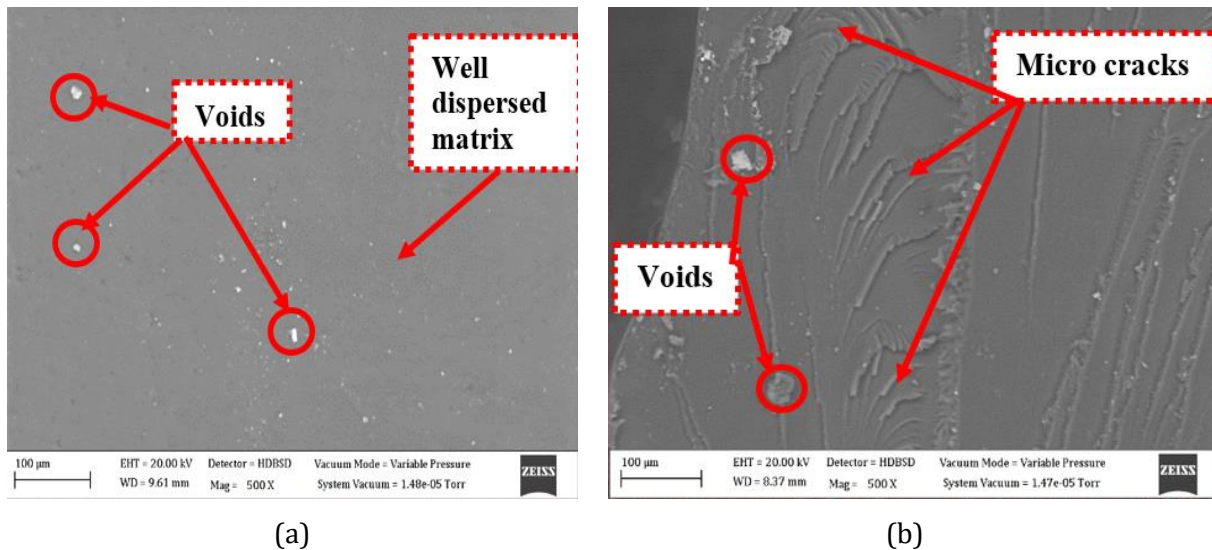 Voids
Well
dispersed
matrix
100 µm
EHT = 20.00 kV
Detector = HDBSD
Vacuum Mode = Variable Pressure
WD = 9.61 mm
Mag = 500 X
System Vacuum = 1.48e-05 Torr
ZEISS
(a)
Micro cracks
Voids
100 µm
EHT = 20.00 kV
Detector = HDBSD
Vacuum Mode = Variable Pressure
WD = 8.37 mm
Mag = 500 X
System Vacuum = 1.47e-05 Torr
ZEISS
(b)